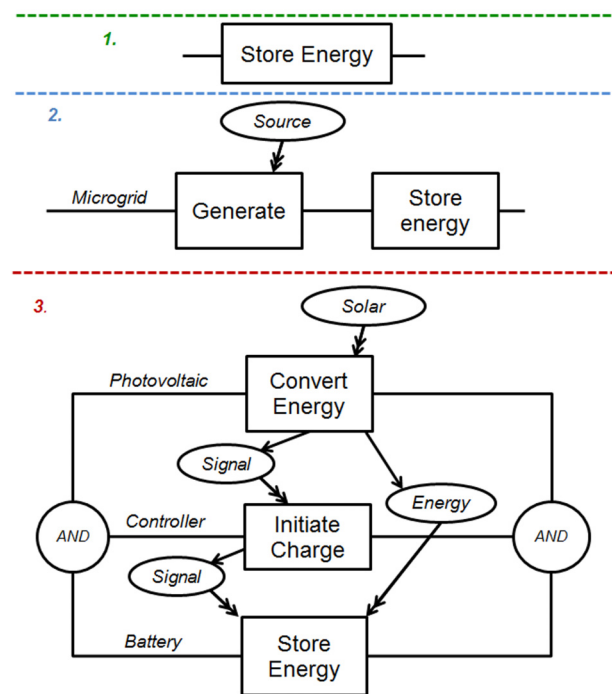 1.
Store Energy
2.
Source
Microgrid
Generate
Store
energy
3.
Solar
Photovoltaic
Convert
Energy
Signal
Energy
AND
Controller
Initiate
Charge
AND
Signal
Battery
Store
Energy